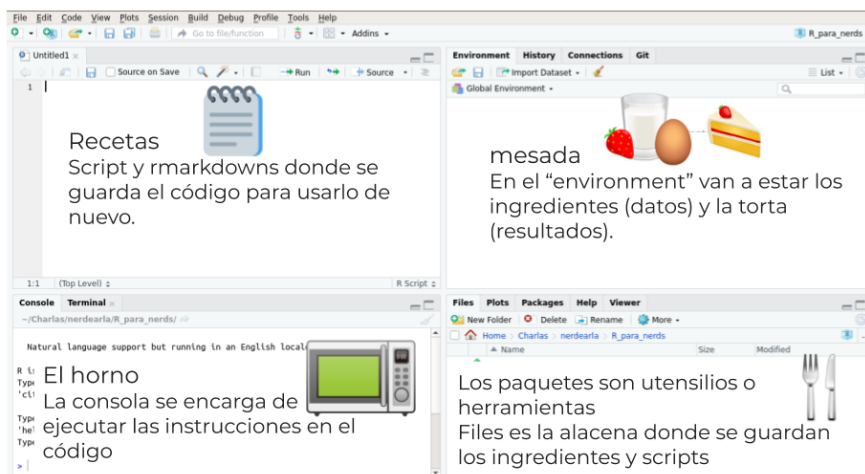 File Edit Code View Plots Session Build Debug Profile Tools Help
Go to file/function
Addins
R_para_nerds
Untitled1
Source on Save
Run
Source
1
Recetas
Script y rmarkdowns donde se
guarda el código para usarlo de
nuevo.
1:1 (Top Level) R Script
Environment History Connections Git
Import Dataset
List
Global Environment
mesada
En el “environment” van a estar los
ingredientes (datos) y la torta
(resultados).
Console Terminal
~/Charlas/nerdearla/R_para_nerds/
Natural language support but running in an English
R
El horno
La consola se encarga de
ejecutar las instrucciones en el
código
>
Files Plots Packages Help Viewer
New Folder Delete Rename More
Home Charlas nerdearla R_para_nerds
Name Size Modified
Los paquetes son utensilios o
herramientas
Files es la alacena donde se guardan
los ingredientes y scripts